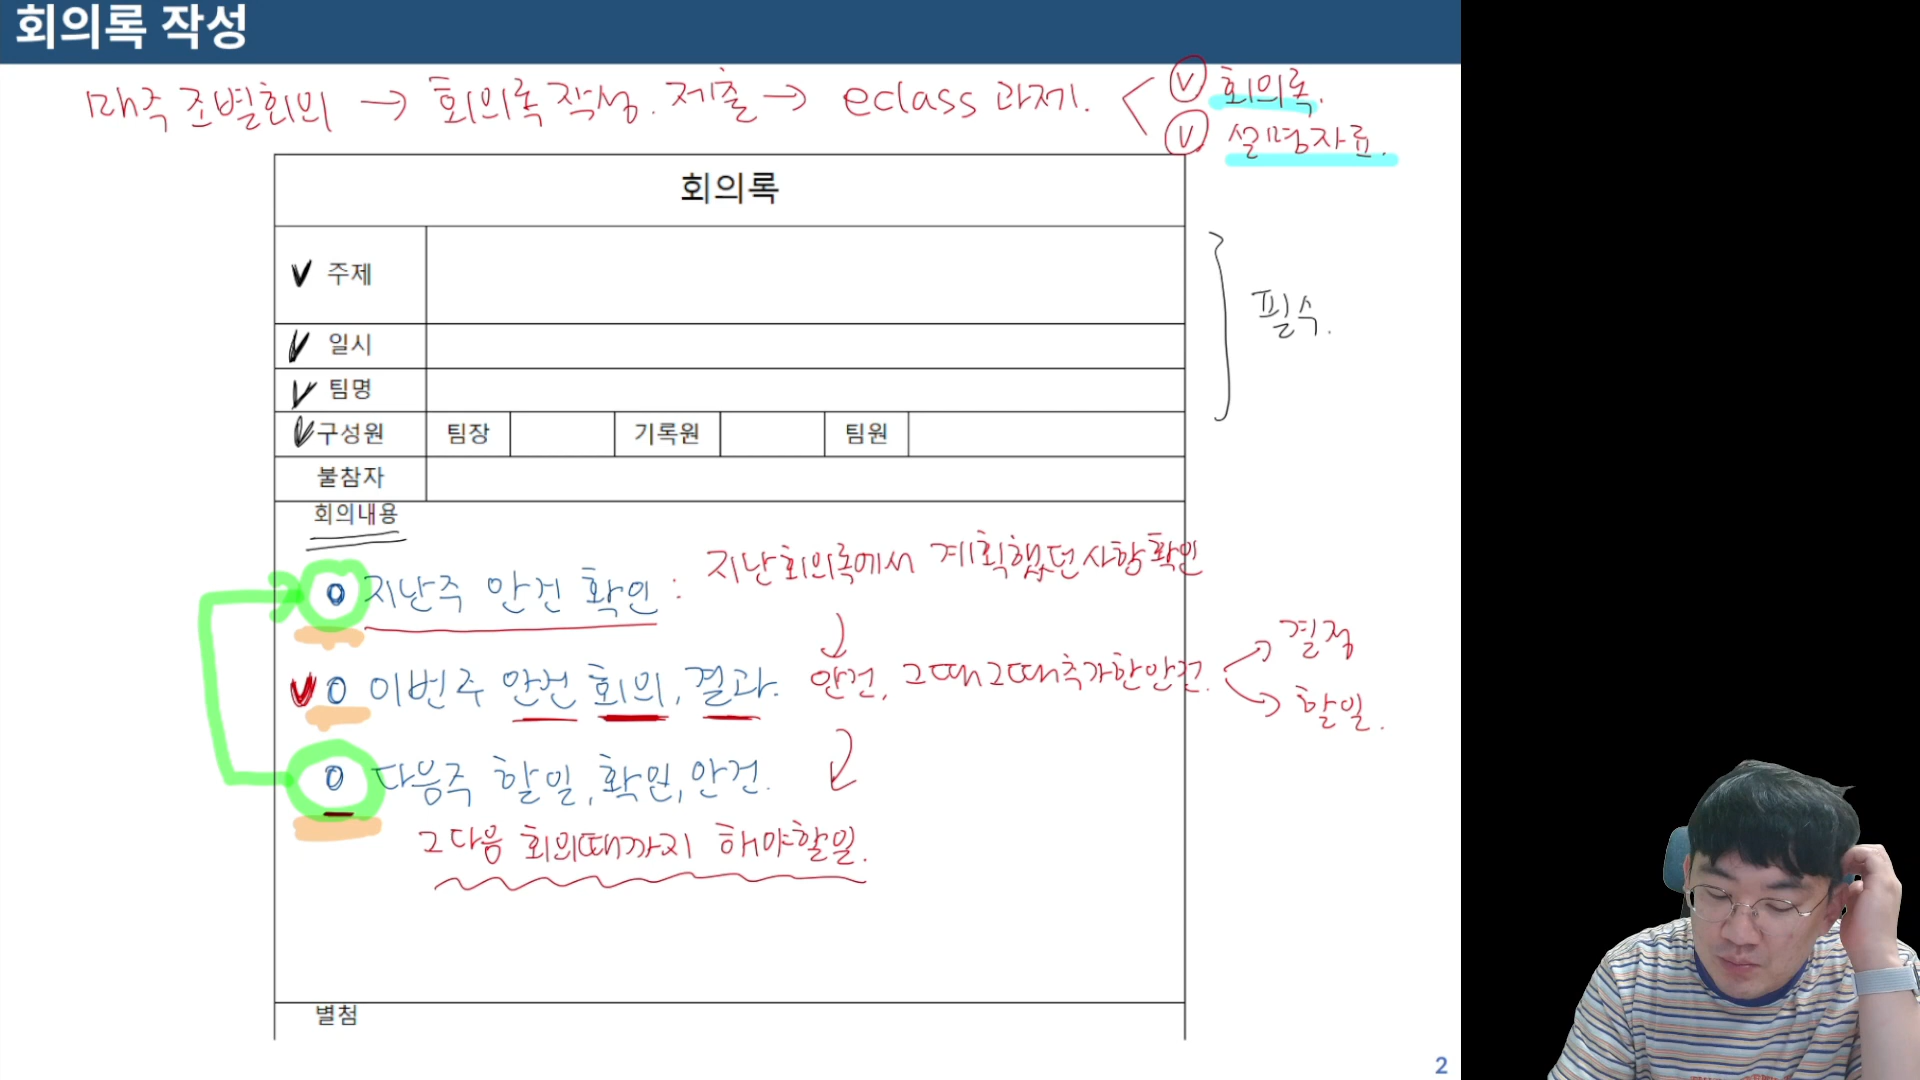 회의록 작성
매주 조별회의 → 회의록 작성. 제출 → eclass 과제.
v 회의록.
v 설명자료.
회의록
v 주제
필수.
v 일시
v 팀명
v 구성원 팀장 기록원 팀원
불참자
회의내용
o 지난주 안건 확인 : 지난회의록에서 계획했던사항확인
결정
v o 이번주 안건 회의, 결과. 안건, 그때그때추가한안건.
할일.
o 다음주 할일, 확인, 안건.
그다음 회의때까지 해야할일.
별첨
2